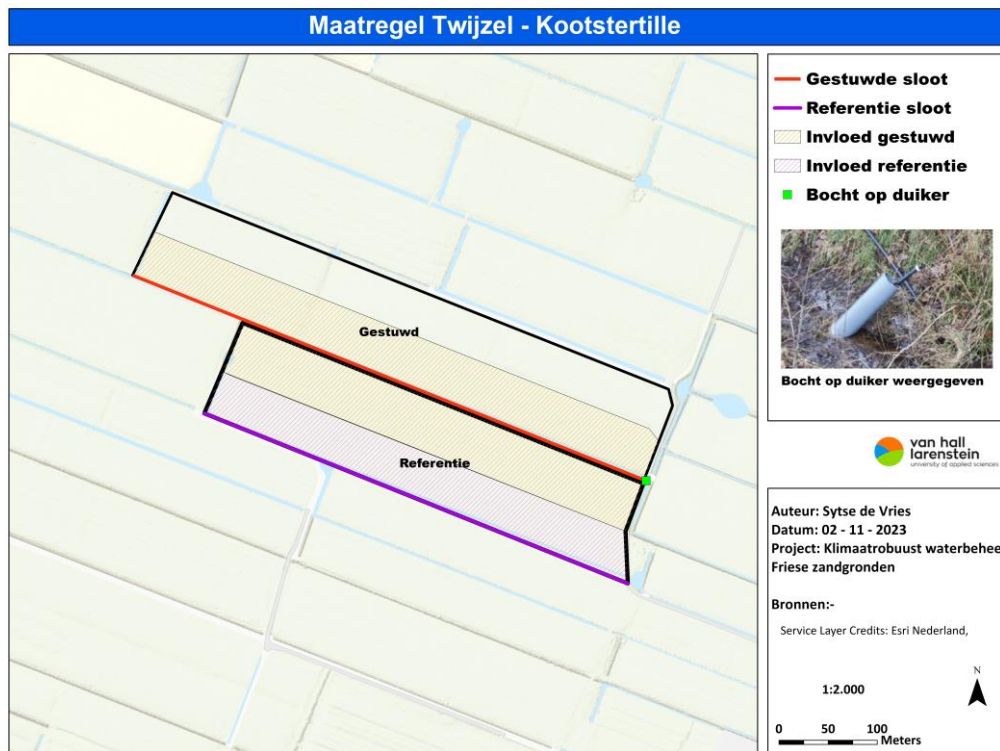 Maatregel Twijzel - Kootstertille
Gestuwde sloot
Referentie sloot
Invloed gestuwd
Invloed referentie
Bocht op duiker
Gestuwd
Referentie
Bocht op duiker weergegeven
van hall
larenstein
university of applied sciences
Auteur: Sytse de Vries
Datum: 02 - 11 - 2023
Project: Klimaatrobuust waterbehee
Friese zandgronden
Bronnen:-
Service Layer Credits: Esri Nederland,
N
1:2.000
0 50 100
Meters